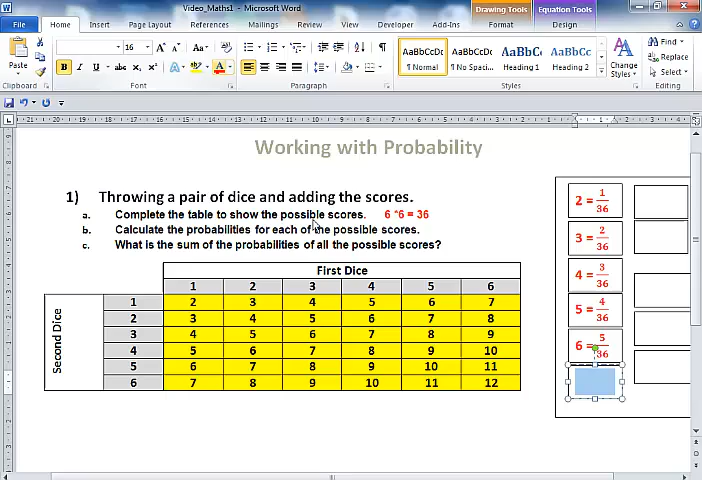 Video_Maths1 - Microsoft Word
Drawing Tools
Equation Tools
File
Home
Insert
Page Layout
References
Mailings
Review
View
Developer
Add-Ins
Format
Design
Paste
16
B I U abc x₂ x²
AaBbCcDc
AaBbCcDc
AaBbCc
AaBbCc
¶ Normal
¶ No Spaci...
Heading 1
Heading 2
Change
Styles
Find
Replace
Select
Clipboard
Font
Paragraph
Styles
Editing
Working with Probability
1) Throwing a pair of dice and adding the scores.
a. Complete the table to show the possible scores. 6 *6 = 36
b. Calculate the probabilities for each of the possible scores.
c. What is the sum of the probabilities of all the possible scores?
First Dice
1 2 3 4 5 6
Second Dice
1 2 3 4 5 6 7
2 3 4 5 6 7 8
3 4 5 6 7 8 9
4 5 6 7 8 9 10
5 6 7 8 9 10 11
6 7 8 9 10 11 12
2 = 1/36
3 = 2/36
4 = 3/36
5 = 4/36
6 = 5/36